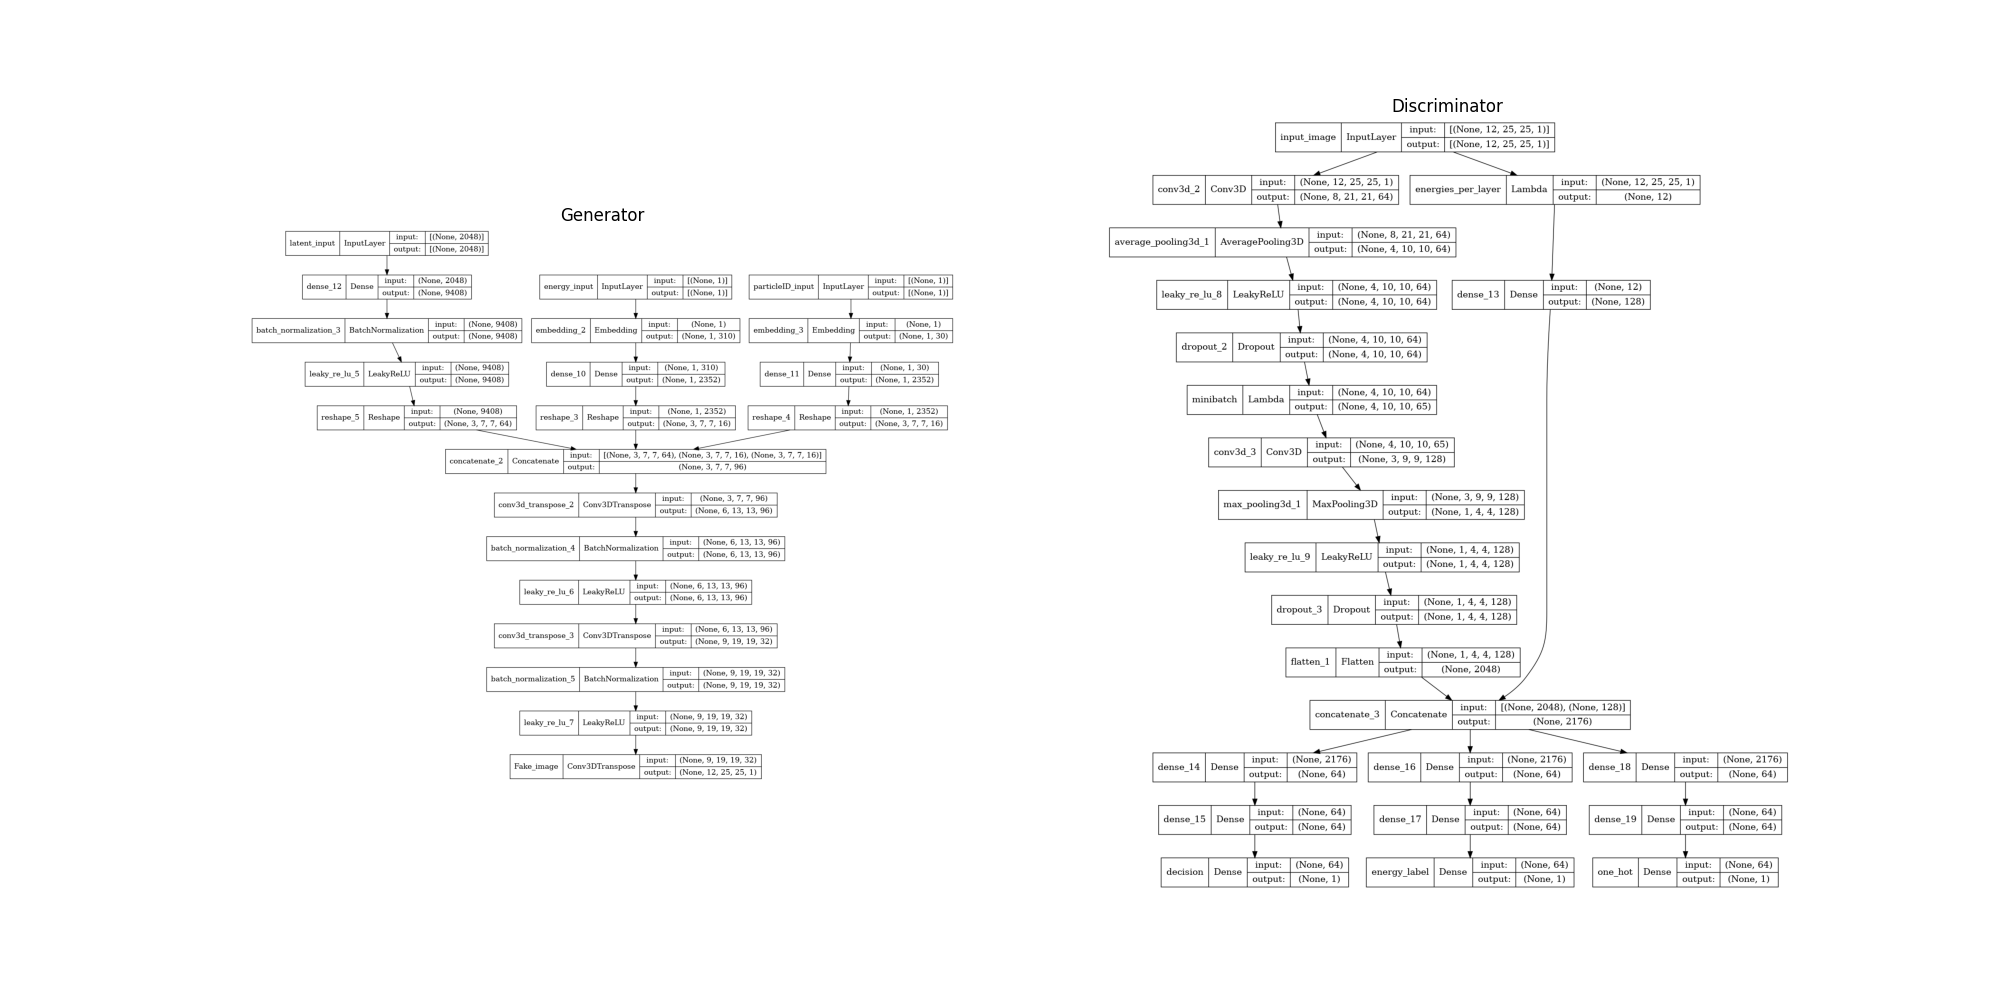 Generator
latent_input InputLayer input: [(None, 2048)]
output: [(None, 2048)]
dense_12 Dense input: (None, 2048)
output: (None, 9408)
energy_input InputLayer input: [(None, 1)]
output: [(None, 1)]
particleID_input InputLayer input: [(None, 1)]
output: [(None, 1)]
batch_normalization_3 BatchNormalization input: (None, 9408)
output: (None, 9408)
embedding_2 Embedding input: (None, 1)
output: (None, 1, 310)
embedding_3 Embedding input: (None, 1)
output: (None, 1, 30)
leaky_re_lu_5 LeakyReLU input: (None, 9408)
output: (None, 9408)
dense_10 Dense input: (None, 1, 310)
output: (None, 1, 2352)
dense_11 Dense input: (None, 1, 30)
output: (None, 1, 2352)
reshape_5 Reshape input: (None, 9408)
output: (None, 3, 7, 7, 64)
reshape_3 Reshape input: (None, 1, 2352)
output: (None, 3, 7, 7, 16)
reshape_4 Reshape input: (None, 1, 2352)
output: (None, 3, 7, 7, 16)
concatenate_2 Concatenate input: [(None, 3, 7, 7, 64), (None, 3, 7, 7, 16), (None, 3, 7, 7, 16)]
output: (None, 3, 7, 7, 96)
conv3d_transpose_2 Conv3DTranspose input: (None, 3, 7, 7, 96)
output: (None, 6, 13, 13, 96)
batch_normalization_4 BatchNormalization input: (None, 6, 13, 13, 96)
output: (None, 6, 13, 13, 96)
leaky_re_lu_6 LeakyReLU input: (None, 6, 13, 13, 96)
output: (None, 6, 13, 13, 96)
conv3d_transpose_3 Conv3DTranspose input: (None, 6, 13, 13, 96)
output: (None, 9, 19, 19, 32)
batch_normalization_5 BatchNormalization input: (None, 9, 19, 19, 32)
output: (None, 9, 19, 19, 32)
leaky_re_lu_7 LeakyReLU input: (None, 9, 19, 19, 32)
output: (None, 9, 19, 19, 32)
Fake_image Conv3DTranspose input: (None, 9, 19, 19, 32)
output: (None, 12, 25, 25, 1)
Discriminator
input_image InputLayer input: [(None, 12, 25, 25, 1)]
output: [(None, 12, 25, 25, 1)]
conv3d_2 Conv3D input: (None, 12, 25, 25, 1)
output: (None, 8, 21, 21, 64)
energies_per_layer Lambda input: (None, 12, 25, 25, 1)
output: (None, 12)
average_pooling3d_1 AveragePooling3D input: (None, 8, 21, 21, 64)
output: (None, 4, 10, 10, 64)
leaky_re_lu_8 LeakyReLU input: (None, 4, 10, 10, 64)
output: (None, 4, 10, 10, 64)
dense_13 Dense input: (None, 12)
output: (None, 128)
dropout_2 Dropout input: (None, 4, 10, 10, 64)
output: (None, 4, 10, 10, 64)
minibatch Lambda input: (None, 4, 10, 10, 64)
output: (None, 4, 10, 10, 65)
conv3d_3 Conv3D input: (None, 4, 10, 10, 65)
output: (None, 3, 9, 9, 128)
max_pooling3d_1 MaxPooling3D input: (None, 3, 9, 9, 128)
output: (None, 1, 4, 4, 128)
leaky_re_lu_9 LeakyReLU input: (None, 1, 4, 4, 128)
output: (None, 1, 4, 4, 128)
dropout_3 Dropout input: (None, 1, 4, 4, 128)
output: (None, 1, 4, 4, 128)
flatten_1 Flatten input: (None, 1, 4, 4, 128)
output: (None, 2048)
concatenate_3 Concatenate input: [(None, 2048), (None, 128)]
output: (None, 2176)
dense_14 Dense input: (None, 2176)
output: (None, 64)
dense_16 Dense input: (None, 2176)
output: (None, 64)
dense_18 Dense input: (None, 2176)
output: (None, 64)
dense_15 Dense input: (None, 64)
output: (None, 64)
dense_17 Dense input: (None, 64)
output: (None, 64)
dense_19 Dense input: (None, 64)
output: (None, 64)
decision Dense input: (None, 64)
output: (None, 1)
energy_label Dense input: (None, 64)
output: (None, 1)
one_hot Dense input: (None, 64)
output: (None, 1)